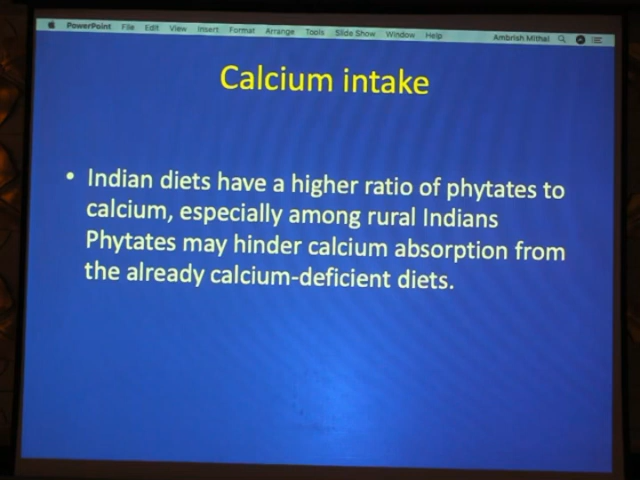 PowerPoint File Edit View Insert Format Arrange Tools Slide Show Window Help Ambrish Mithal
Calcium intake
• Indian diets have a higher ratio of phytates to
calcium, especially among rural Indians
Phytates may hinder calcium absorption from
the already calcium-deficient diets.